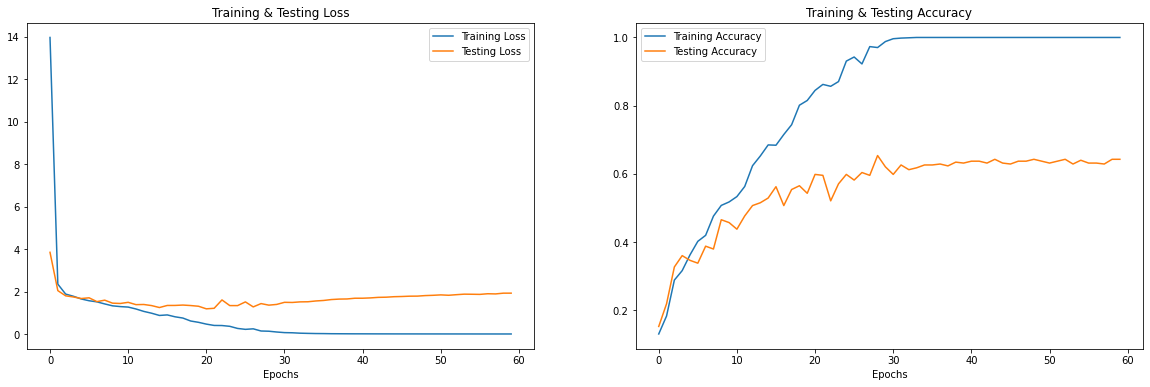 Training & Testing Loss
Training Loss
Testing Loss
14
12
10
8
6
4
2
0
0 10 20 30 40 50 60
Epochs
Training & Testing Accuracy
Training Accuracy
Testing Accuracy
1.0
0.8
0.6
0.4
0.2
0 10 20 30 40 50 60
Epochs